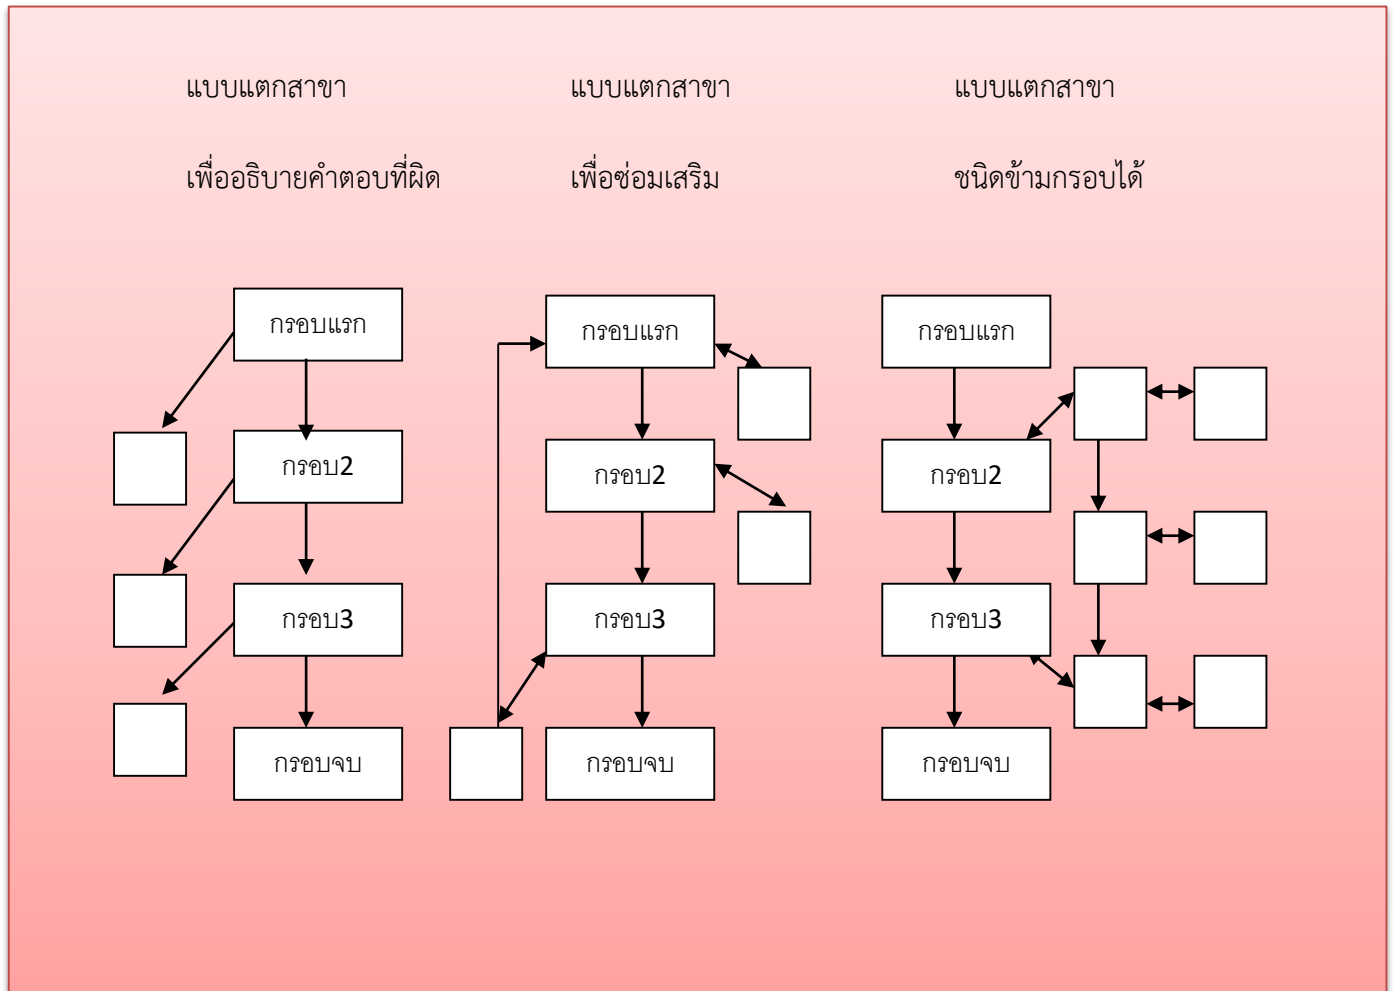 แบบแตกสาขา
เพื่ออธิบายคำตอบที่ผิด
แบบแตกสาขา
เพื่อซ่อมเสริม
แบบแตกสาขา
ชนิดข้ามกรอบได้
กรอบแรก
กรอบ2
กรอบ3
กรอบจบ
กรอบแรก
กรอบ2
กรอบ3
กรอบจบ
กรอบแรก
กรอบ2
กรอบ3
กรอบจบ